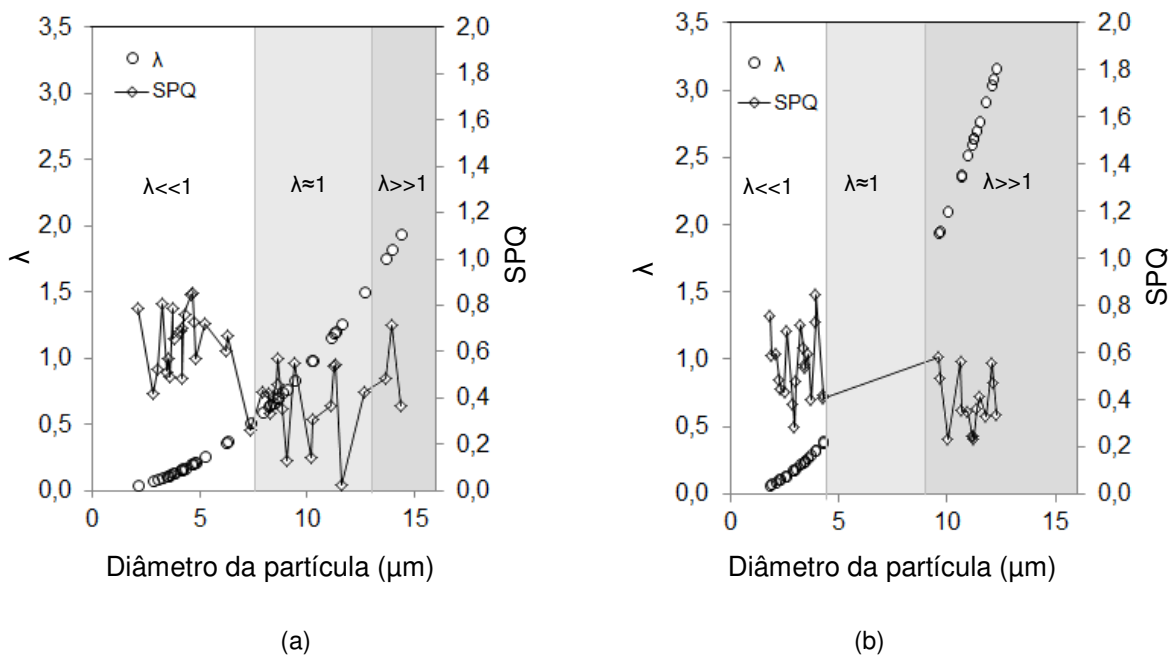 3,5
3,0
2,5
2,0
1,5
1,0
0,5
0,0
λ
2,0
1,8
1,6
1,4
1,2
1,0
0,8
0,6
0,4
0,2
0,0
SPQ
λ
SPQ
λ<<1
λ≈1
λ>>1
0 5 10 15
Diâmetro da partícula (µm)
(a)
3,5
3,0
2,5
2,0
1,5
1,0
0,5
0,0
λ
2,0
1,8
1,6
1,4
1,2
1,0
0,8
0,6
0,4
0,2
0,0
SPQ
λ
SPQ
λ<<1
λ≈1
λ>>1
0 5 10 15
Diâmetro da partícula (µm)
(b)